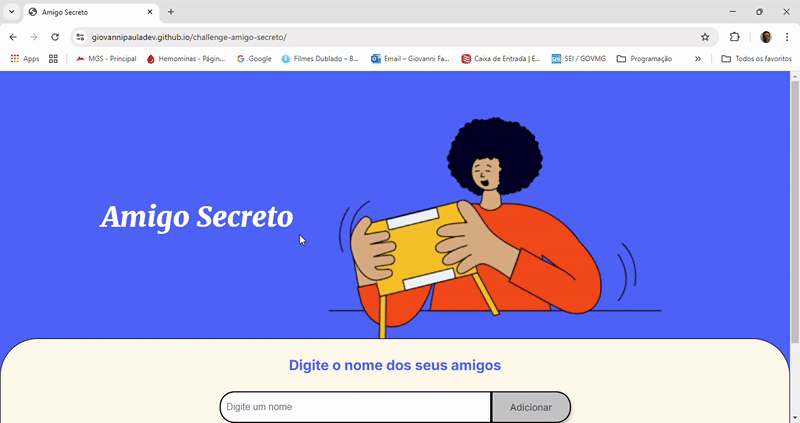 Amigo Secreto
giovannipauladev.github.io/challenge-amigo-secreto/
Apps MGS - Principal Hemominas - Págin... Google Filmes Dublado – B... Email – Giovanni Fa... Caixa de Entrada | E... SEI / GOVMG Programação » Todos os favoritos
Amigo Secreto
Digite o nome dos seus amigos
Digite um nome Adicionar